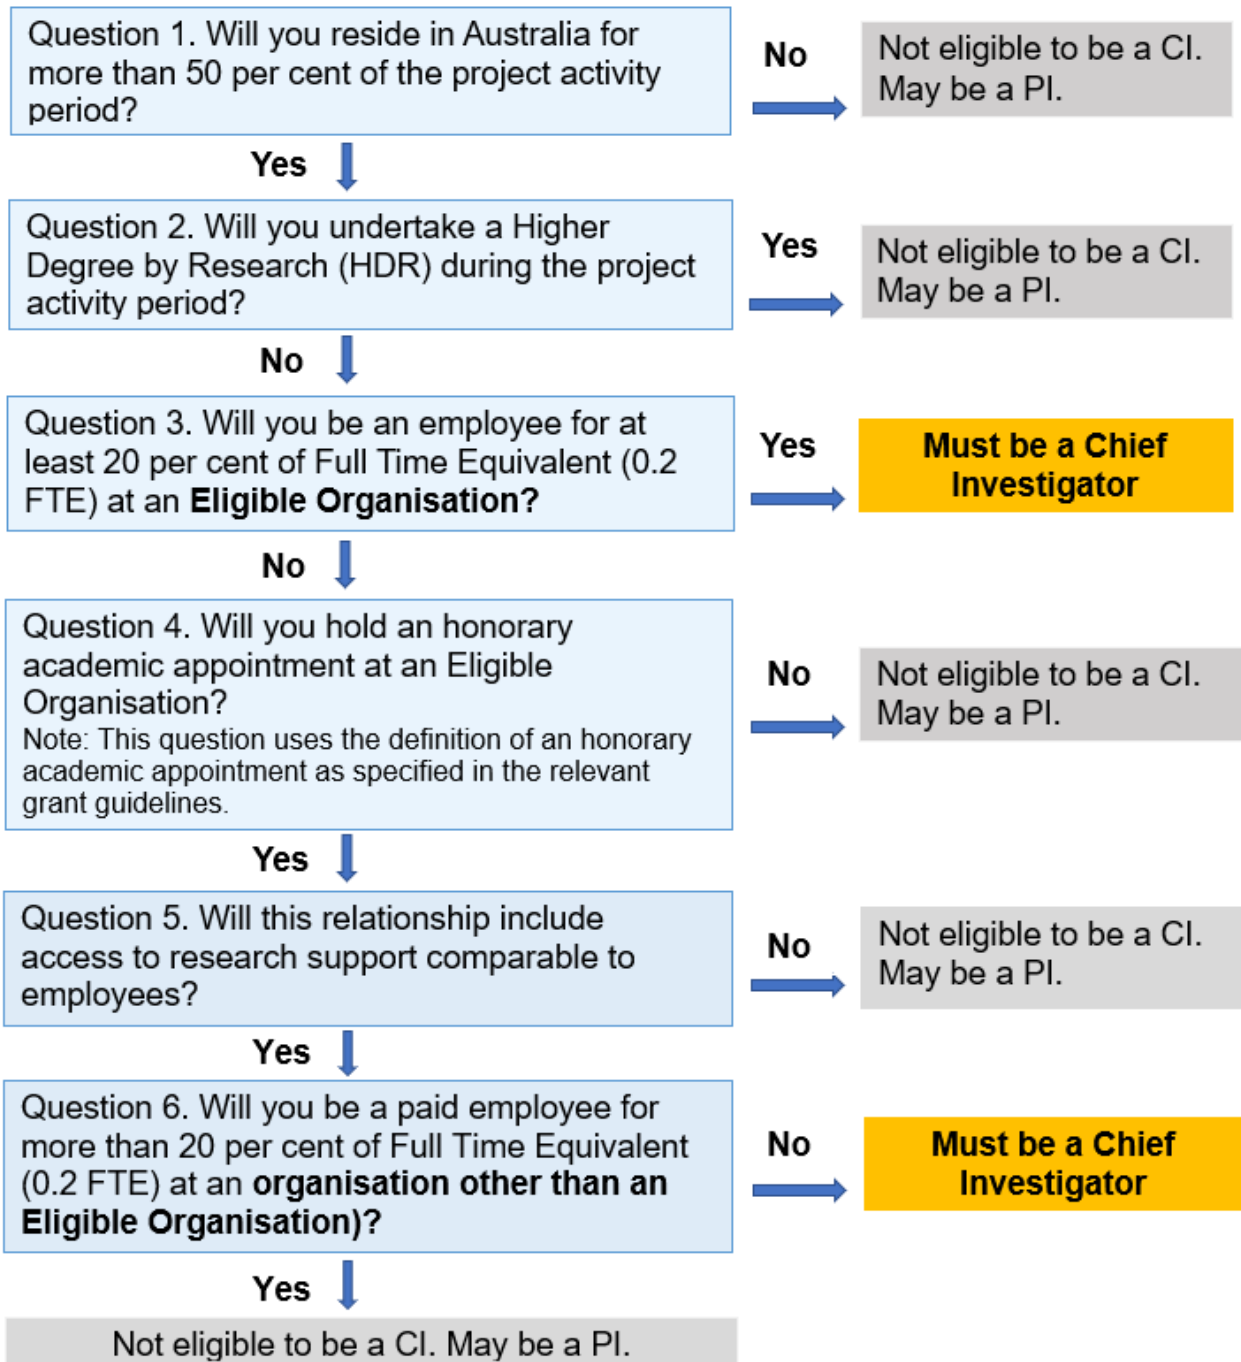 Question 1. Will you reside in Australia for
more than 50 per cent of the project activity
period?
No
Not eligible to be a CI.
May be a PI.
Yes
Question 2. Will you undertake a Higher
Degree by Research (HDR) during the project
activity period?
Yes
Not eligible to be a CI.
May be a PI.
No
Question 3. Will you be an employee for at
least 20 per cent of Full Time Equivalent (0.2
FTE) at an Eligible Organisation?
Yes
Must be a Chief
Investigator
No
Question 4. Will you hold an honorary
academic appointment at an Eligible
Organisation?
Note: This question uses the definition of an honorary
academic appointment as specified in the relevant
grant guidelines.
No
Not eligible to be a CI.
May be a PI.
Yes
Question 5. Will this relationship include
access to research support comparable to
employees?
No
Not eligible to be a CI.
May be a PI.
Yes
Question 6. Will you be a paid employee for
more than 20 per cent of Full Time Equivalent
(0.2 FTE) at an organisation other than an
Eligible Organisation)?
No
Must be a Chief
Investigator
Yes
Not eligible to be a CI. May be a PI.